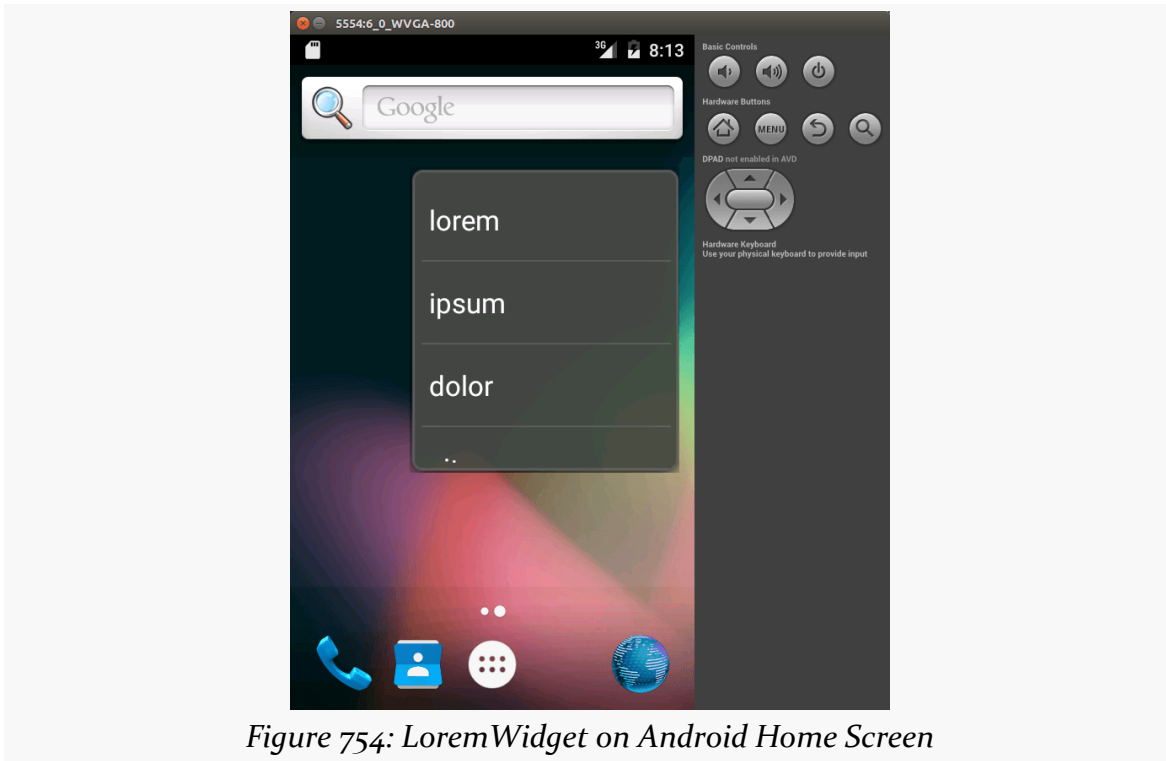 5554:6_0_WVGA-800
3G 8:13
Google
lorem
ipsum
dolor
Basic Controls
Hardware Buttons
MENU
DPAD not enabled in AVD
Hardware Keyboard
Use your physical keyboard to provide input
Figure 754: LoremWidget on Android Home Screen